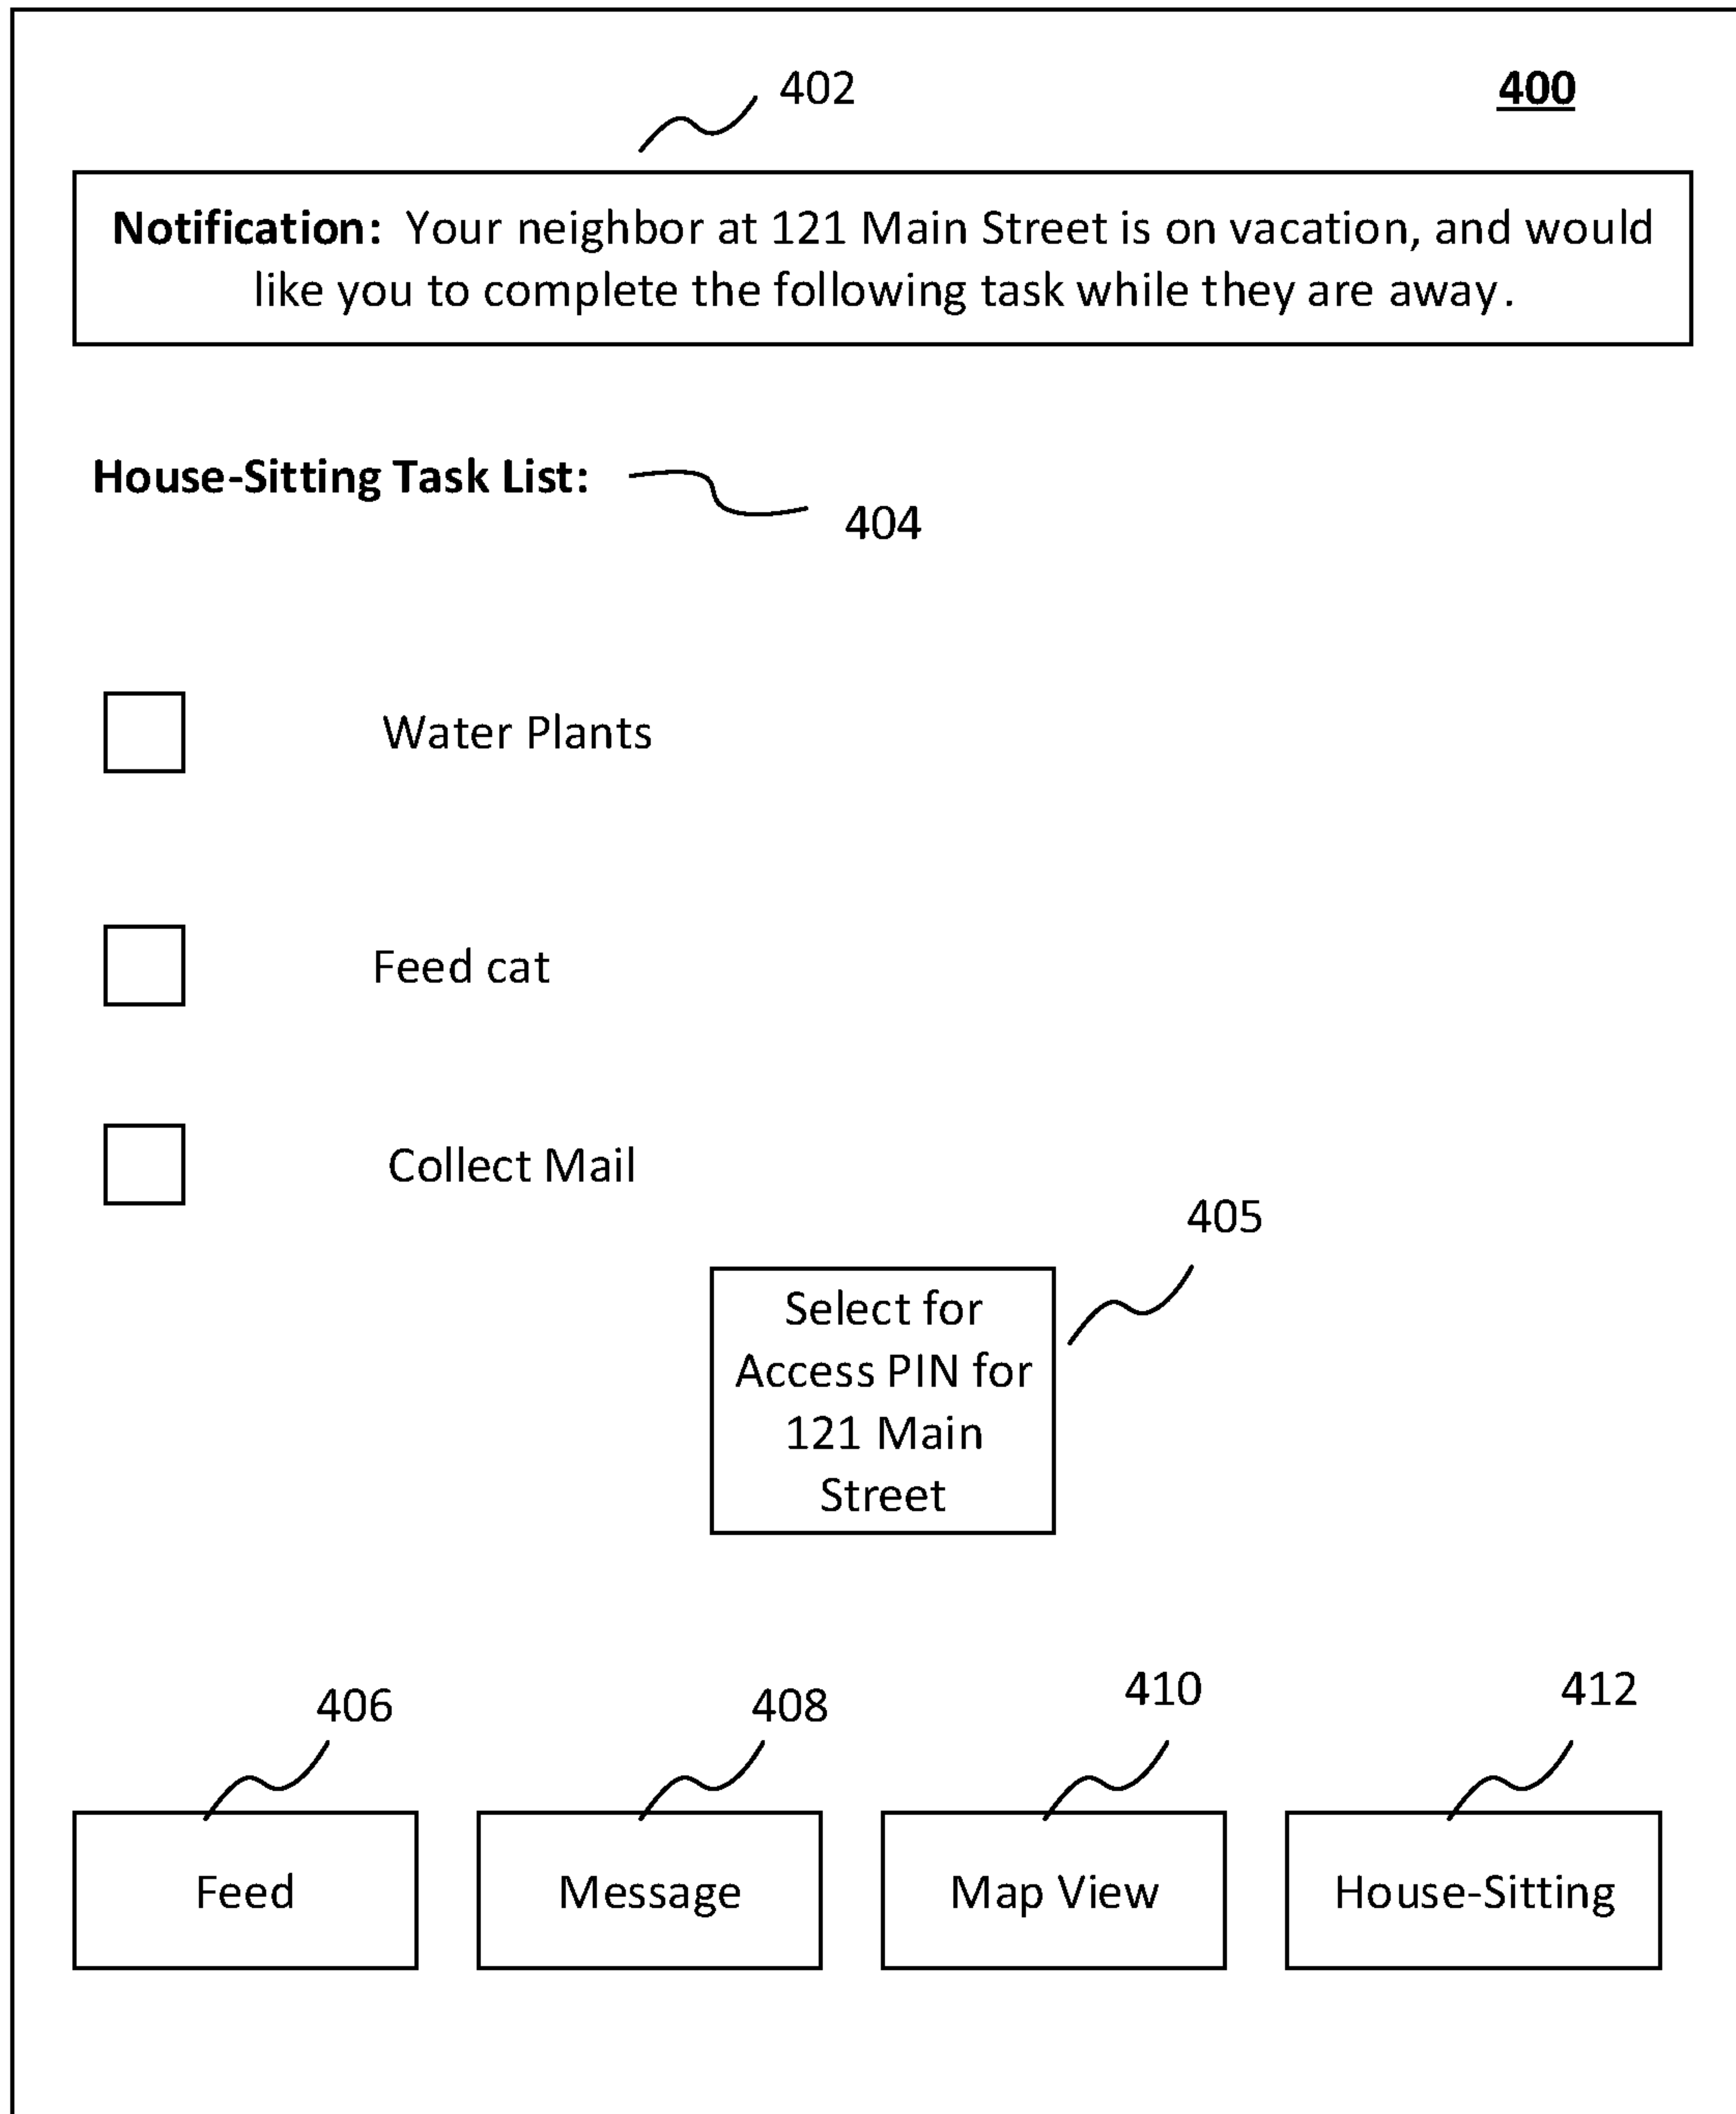 402
400
Notification: Your neighbor at 121 Main Street is on vacation, and would
like you to complete the following task while they are away.
House-Sitting Task List:
404
Water Plants
Feed cat
Collect Mail
405
Select for
Access PIN for
121 Main
Street
406
408
410
412
Feed
Message
Map View
House-Sitting